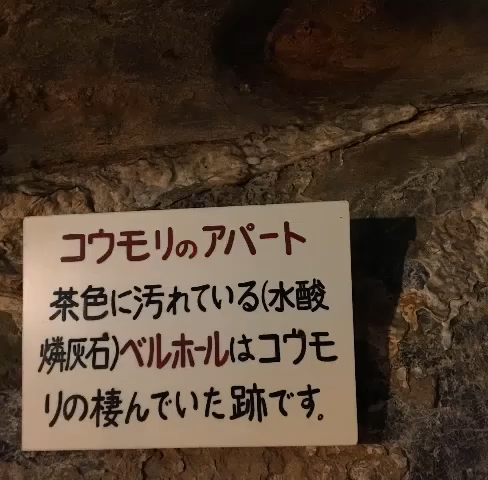 コウモリのアパート
茶色に汚れている(水酸
燐灰石)ベルホールはコウモ
リの棲んでいた跡です。